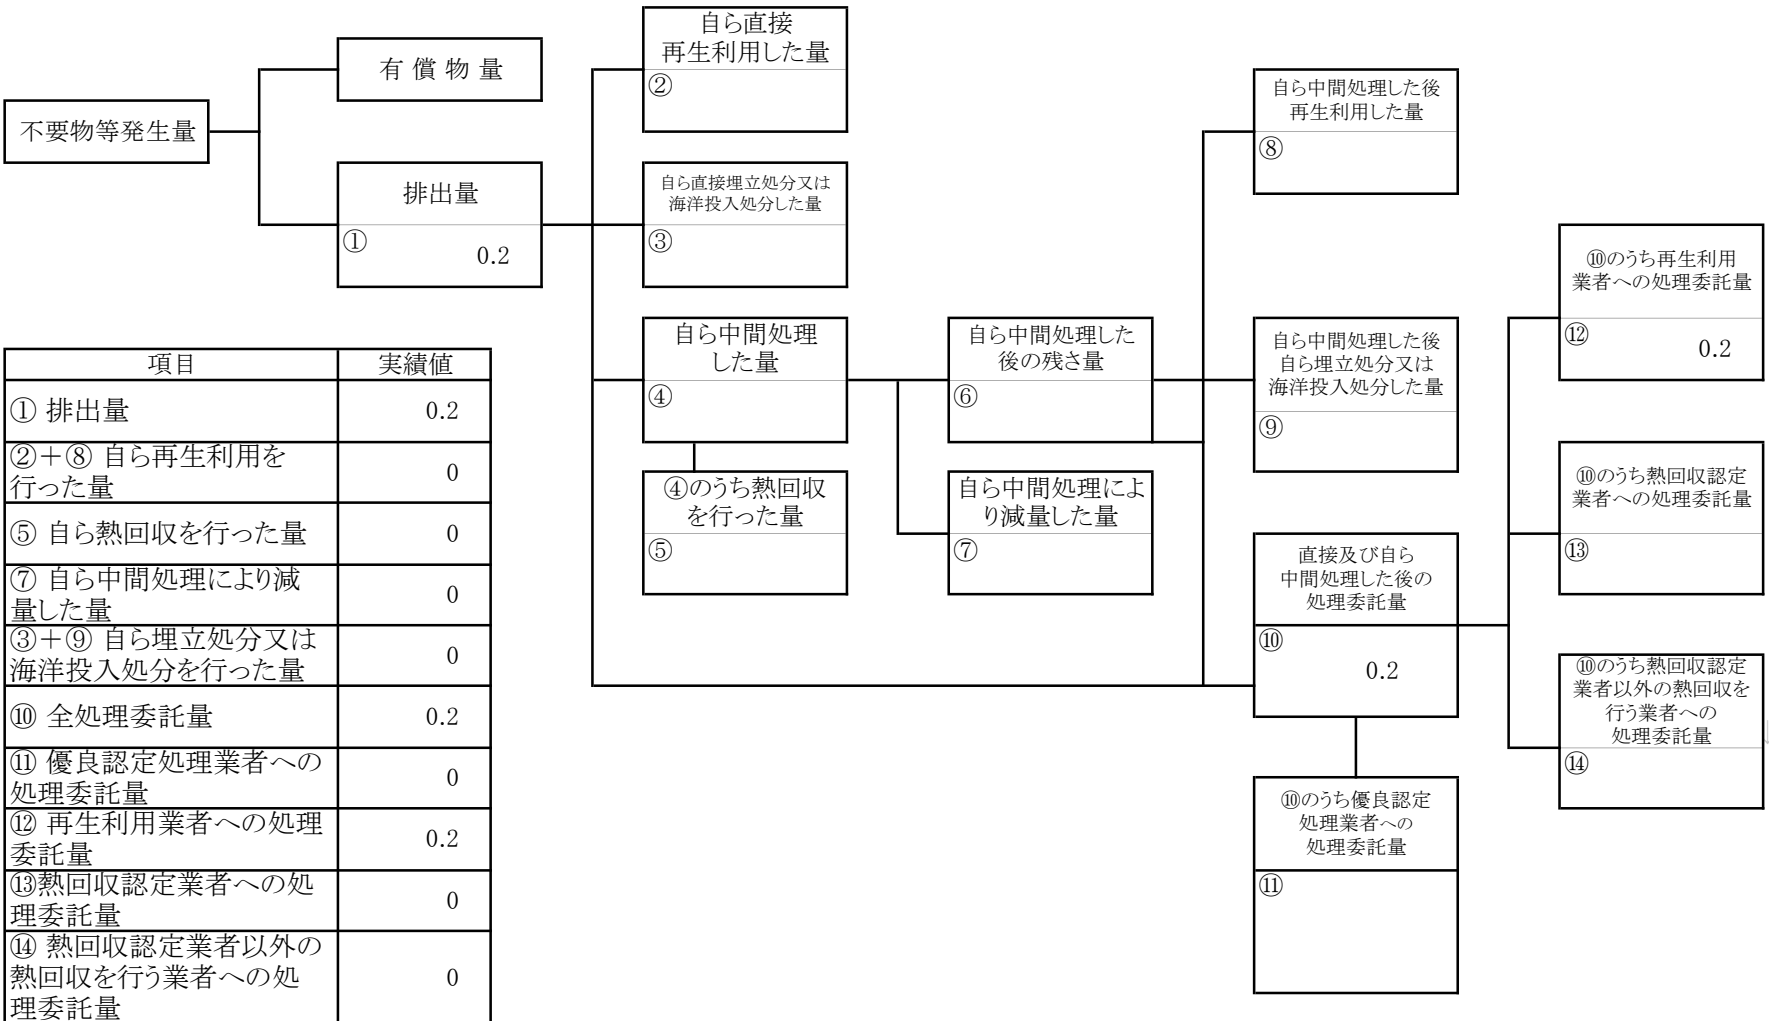 不要物等発生量
有償物量
排出量
①
0.2
自ら直接
再生利用した量
②
自ら直接埋立処分又は
海洋投入処分した量
③
自ら中間処理
した量
④
④のうち熱回収
を行った量
⑤
自ら中間処理した
後の残さ量
⑥
自ら中間処理によ
り減量した量
⑦
自ら中間処理した後
再生利用した量
⑧
自ら中間処理した後
自ら埋立処分又は
海洋投入処分した量
⑨
直接及び自ら
中間処理した後の
処理委託量
⑩
0.2
⑩のうち優良認定
処理業者への
処理委託量
⑪
⑩のうち再生利用
業者への処理委託量
⑫
0.2
⑩のうち熱回収認定
業者への処理委託量
⑬
⑩のうち熱回収認定
業者以外の熱回収を
行う業者への
処理委託量
⑭
項目 実績値
① 排出量 0.2
②+⑧ 自ら再生利用を
行った量 0
⑤ 自ら熱回収を行った量 0
⑦ 自ら中間処理により減
量した量 0
③+⑨ 自ら埋立処分又は
海洋投入処分を行った量 0
⑩ 全処理委託量 0.2
⑪ 優良認定処理業者への
処理委託量 0
⑫ 再生利用業者への処理
委託量 0.2
⑬熱回収認定業者への処
理委託量 0
⑭ 熱回収認定業者以外の
熱回収を行う業者への処
理委託量 0